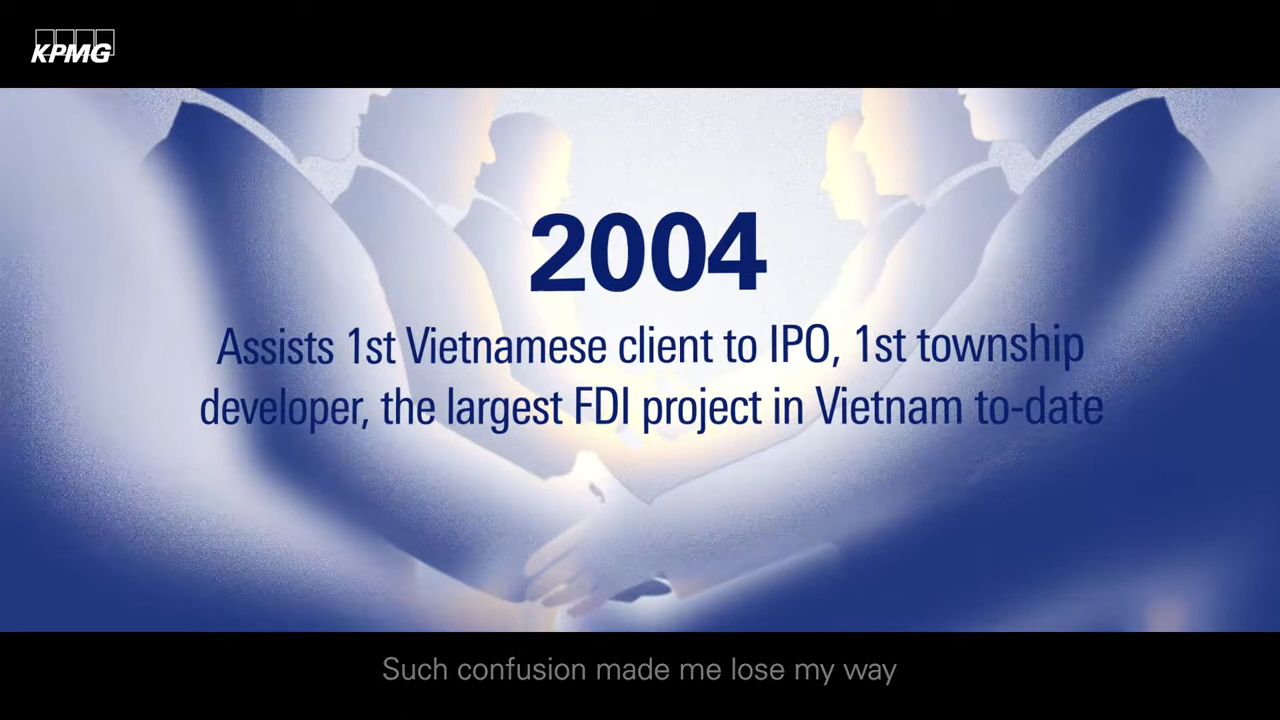 KPMG
2004
Assists 1st Vietnamese client to IPO, 1st township
developer, the largest FDI project in Vietnam to-date
Such confusion made me lose my way